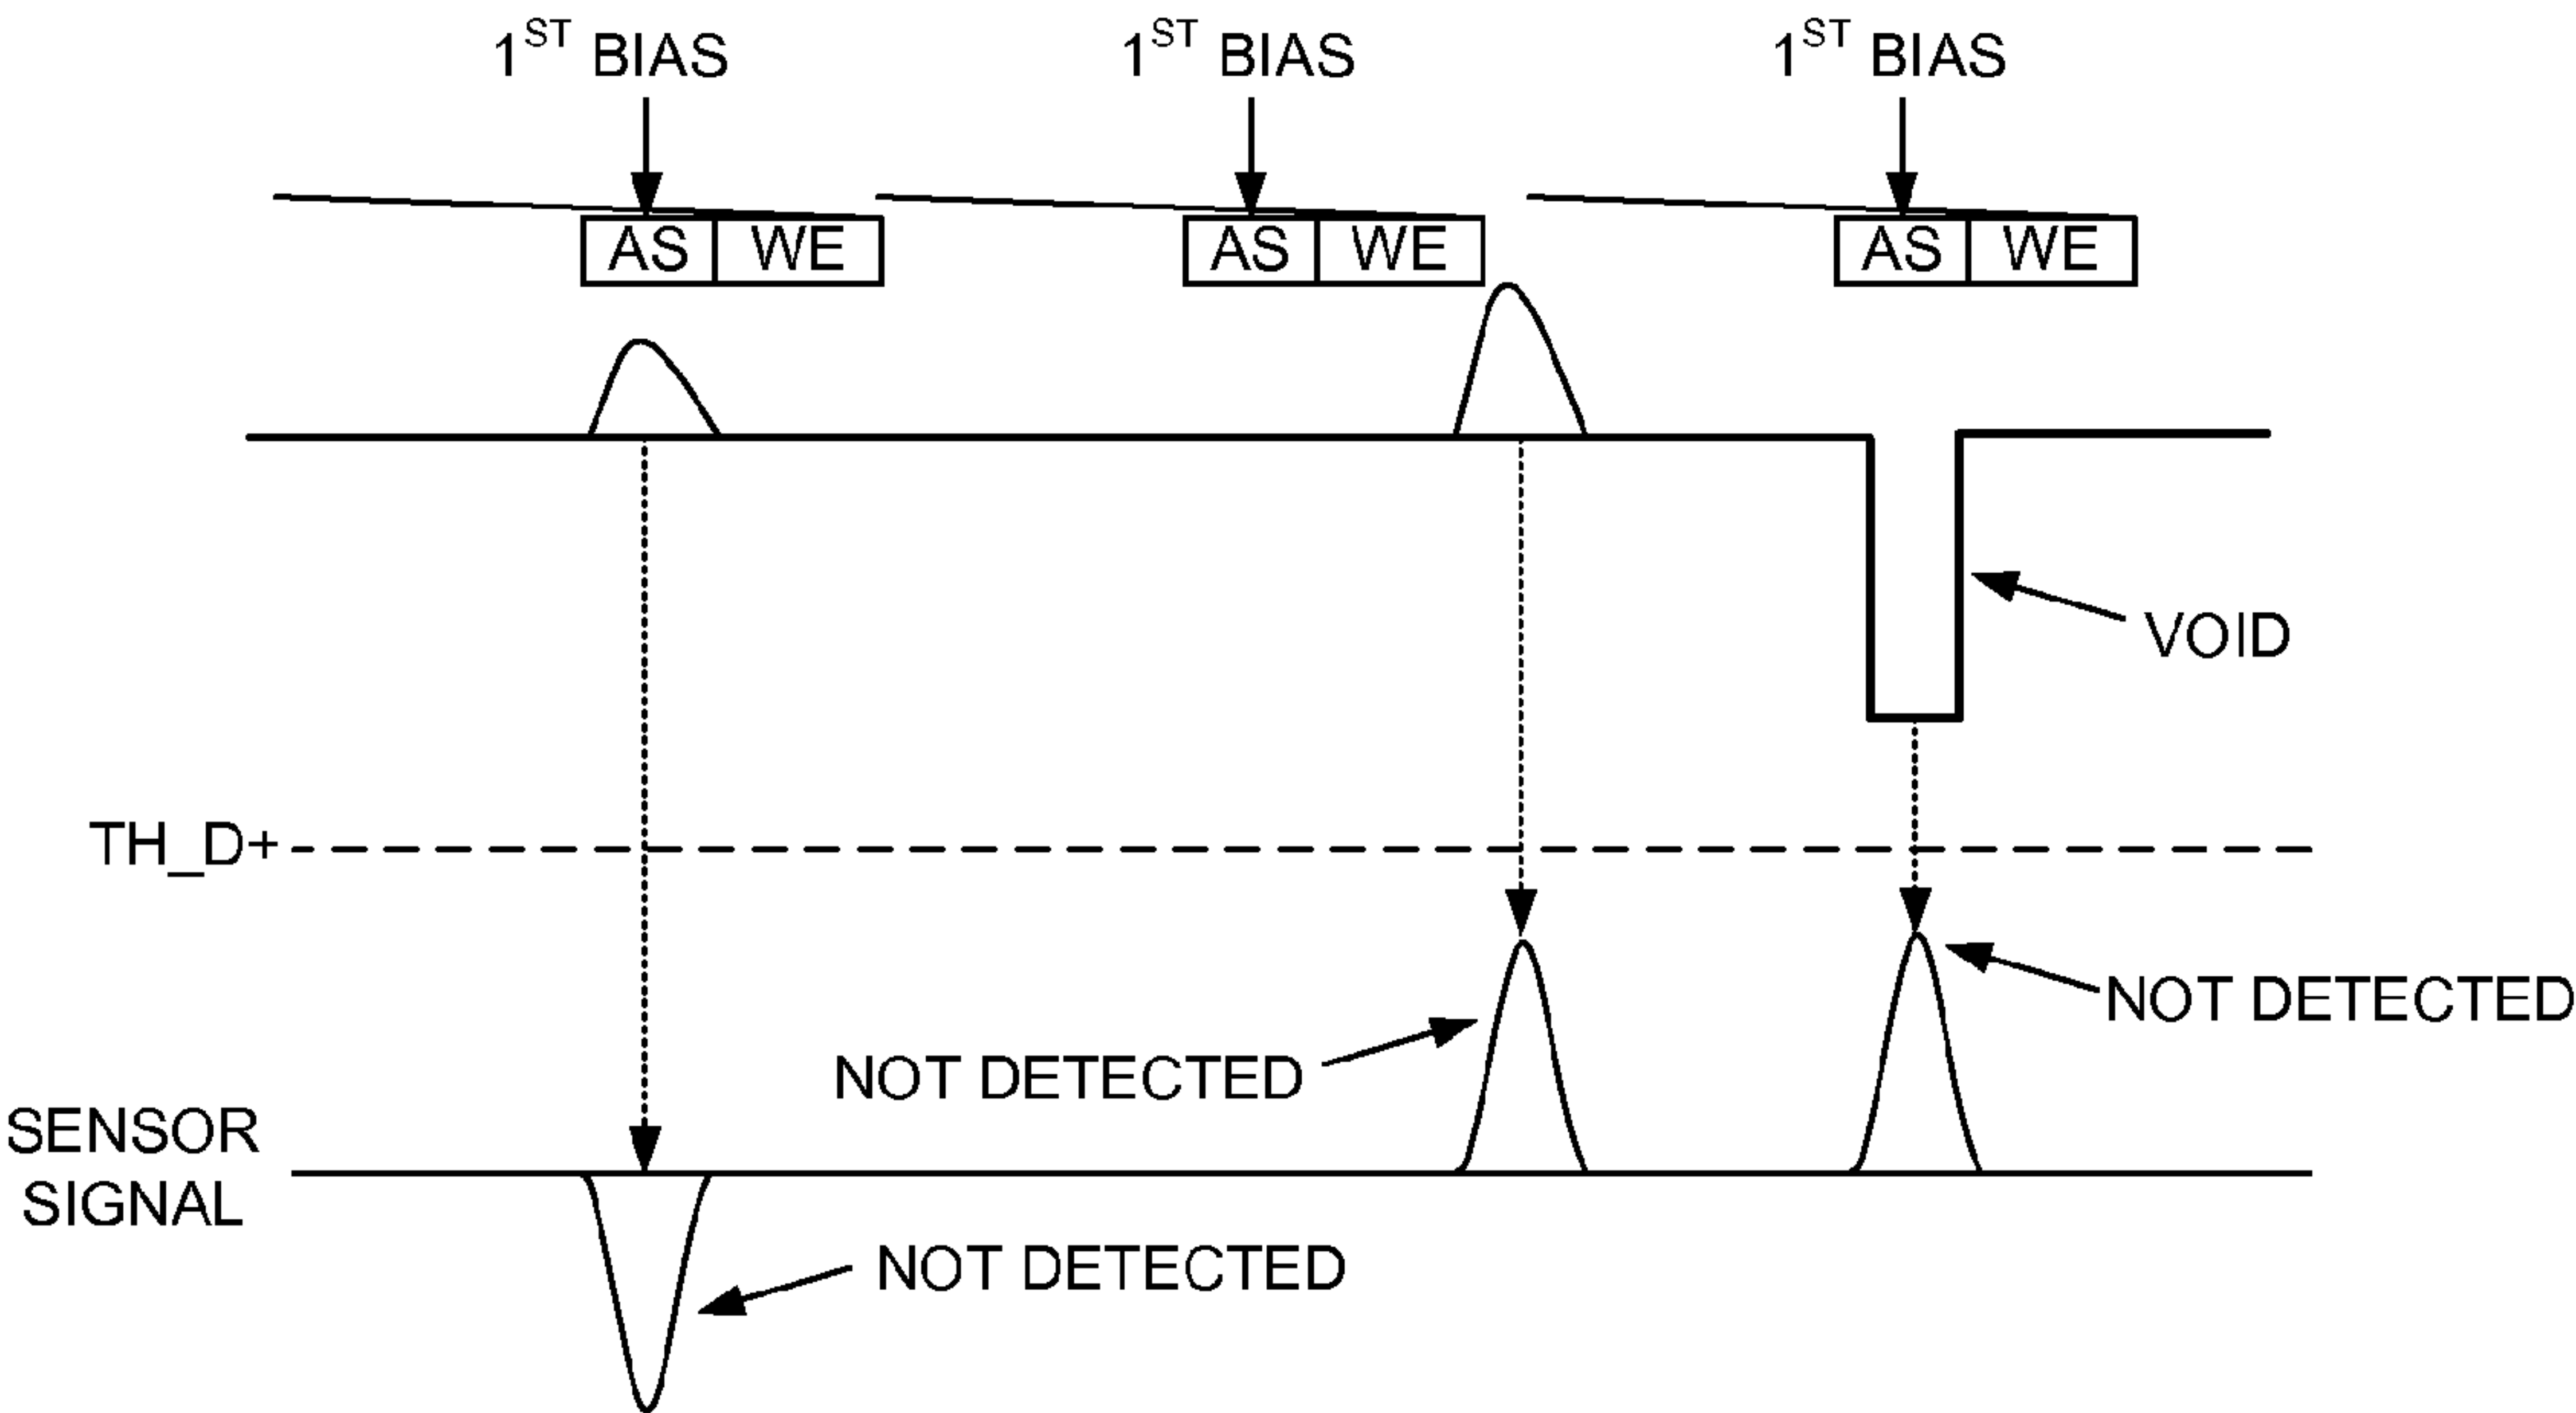 1ST BIAS
1ST BIAS
1ST BIAS
AS WE
AS WE
AS WE
VOID
TH_D+
NOT DETECTED
NOT DETECTED
SENSOR
SIGNAL
NOT DETECTED